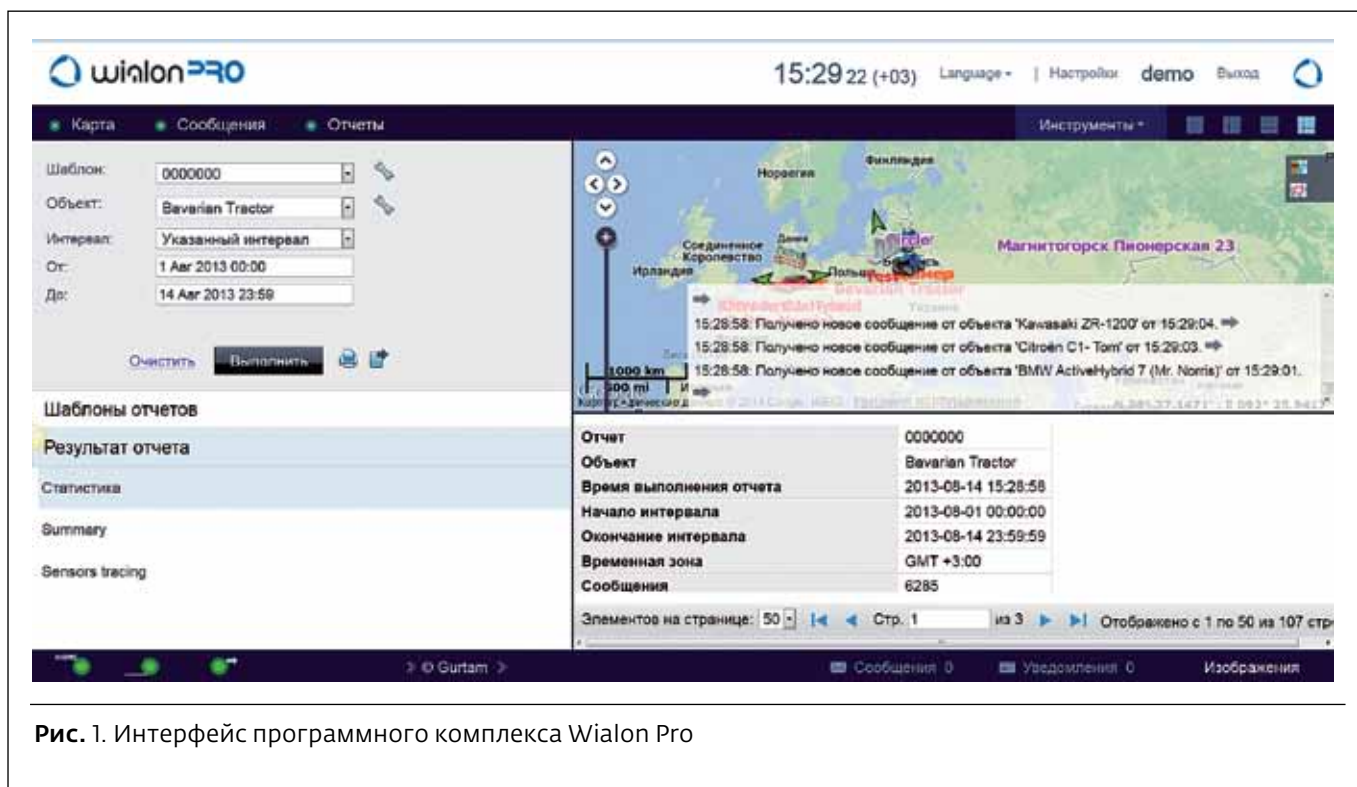 wialon PRO
15:29 22 (+03) Language | Настройки demo Выход
Карта Сообщения Отчеты Инструменты
Шаблон: 0000000
Объект: Bavarian Tractor
Интервал: Указанный интервал
От: 1 Авг 2013 00:00
До: 14 Авг 2013 23:59
Очистить Выполнить
Шаблоны отчетов
Результат отчета
Статистика
Summary
Sensors tracing
Финляндия
Норвегия
Магнитогорск Пионерская 23
Соединенное Королевство
Дания
Ирландия
Польша
Bavarian Tractor
Украина
15:28:58: Получено новое сообщение от объекта 'Kawasaki ZR-1200' от 15:29:04.
15:28:58: Получено новое сообщение от объекта 'Citroën C1- Tom' от 15:29:03.
15:28:58: Получено новое сообщение от объекта 'BMW ActiveHybrid 7 (Mr. Norris)' от 15:29:01.
1000 km
500 mi
Отчет 0000000
Объект Bavarian Tractor
Время выполнения отчета 2013-08-14 15:28:58
Начало интервала 2013-08-01 00:00:00
Окончание интервала 2013-08-14 23:59:59
Временная зона GMT +3:00
Сообщения 6285
Элементов на странице: 50 Стр. 1 из 3 Отображено с 1 по 50 из 107 стр
© Gurtam Сообщения 0 Уведомления 0 Изображения
Рис. 1. Интерфейс программного комплекса Wialon Pro